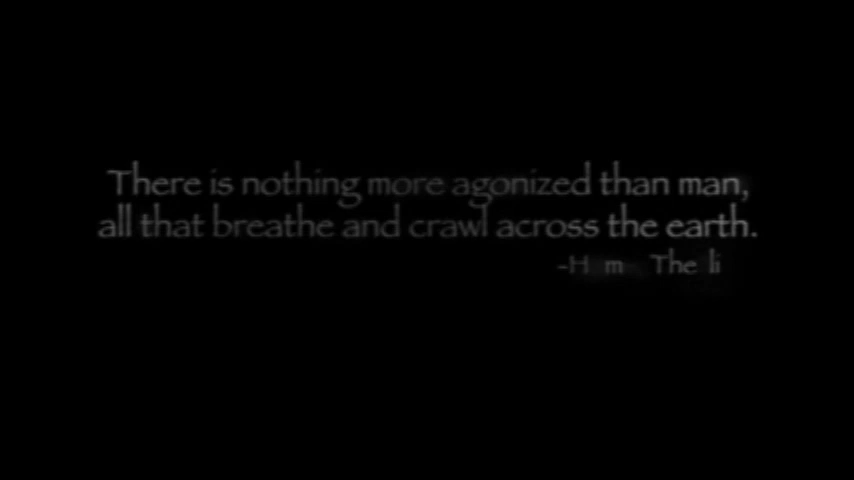 There is nothing more agonized than man,
all that breathe and crawl across the earth.
The